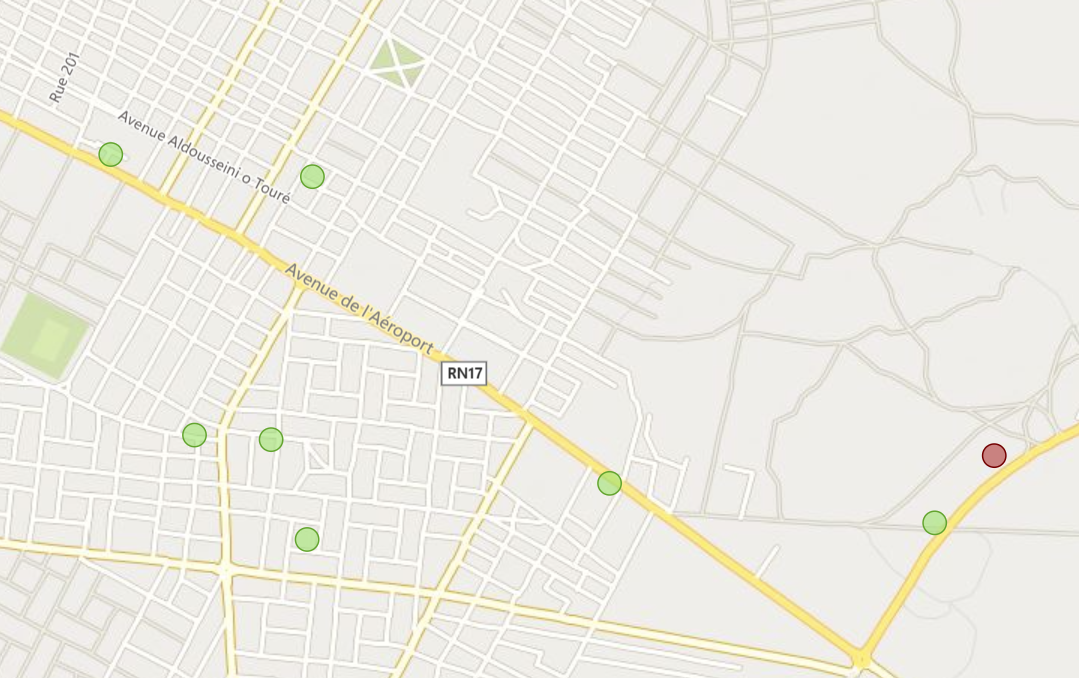 Rue 201
Avenue Aldousseini o Touré
Avenue de l'Aéroport
RN17